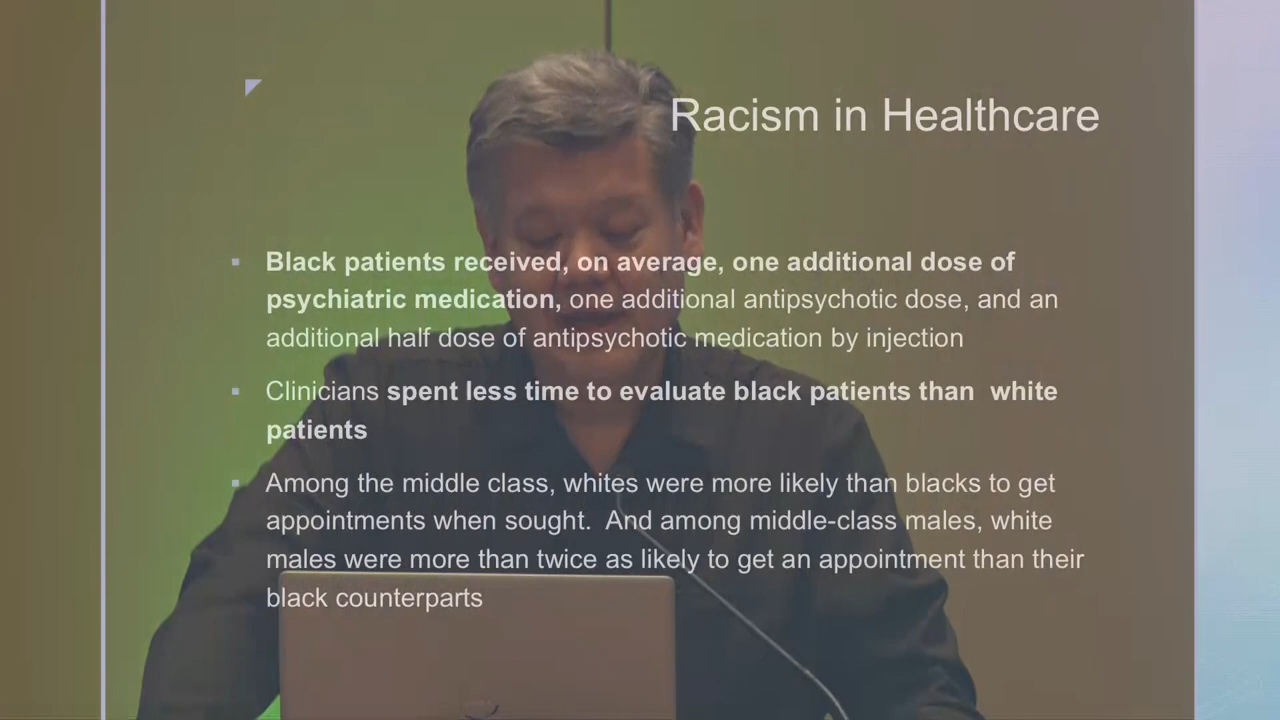 Racism in Healthcare
Black patients received, on average, one additional dose of
psychiatric medication, one additional antipsychotic dose, and an
additional half dose of antipsychotic medication by injection
Clinicians spent less time to evaluate black patients than  white
patients
Among the middle class, whites were more likely than blacks to get
appointments when sought.  And among middle-class males, white
males were more than twice as likely to get an appointment than their
black counterparts